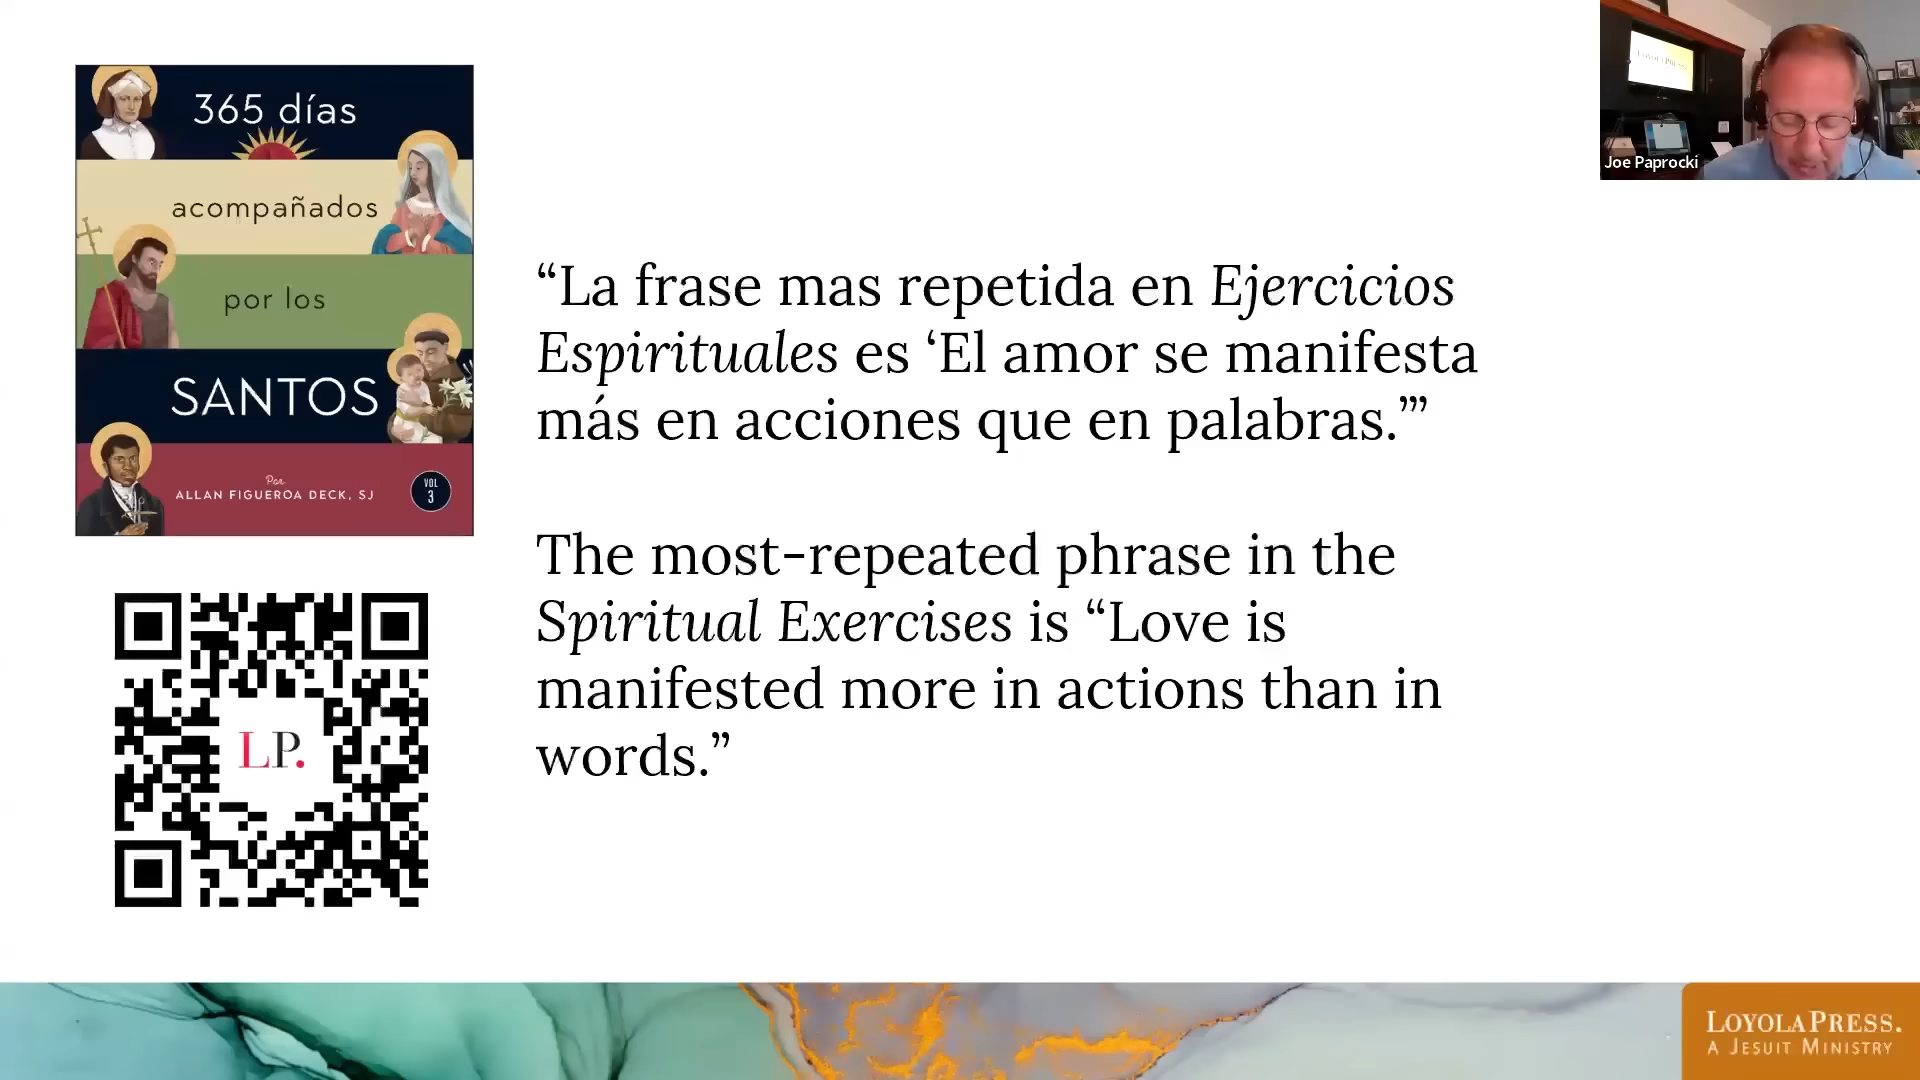 365 días
acompañados
por los
SANTOS
Por
ALLAN FIGUEROA DECK, SJ
VOL
3
LP.
“La frase mas repetida en Ejercicios
Espirituales es ‘El amor se manifesta
más en acciones que en palabras.’”
The most-repeated phrase in the
Spiritual Exercises is “Love is
manifested more in actions than in
words.”
Joe Paprocki
LOYOLA PRESS.
A JESUIT MINISTRY